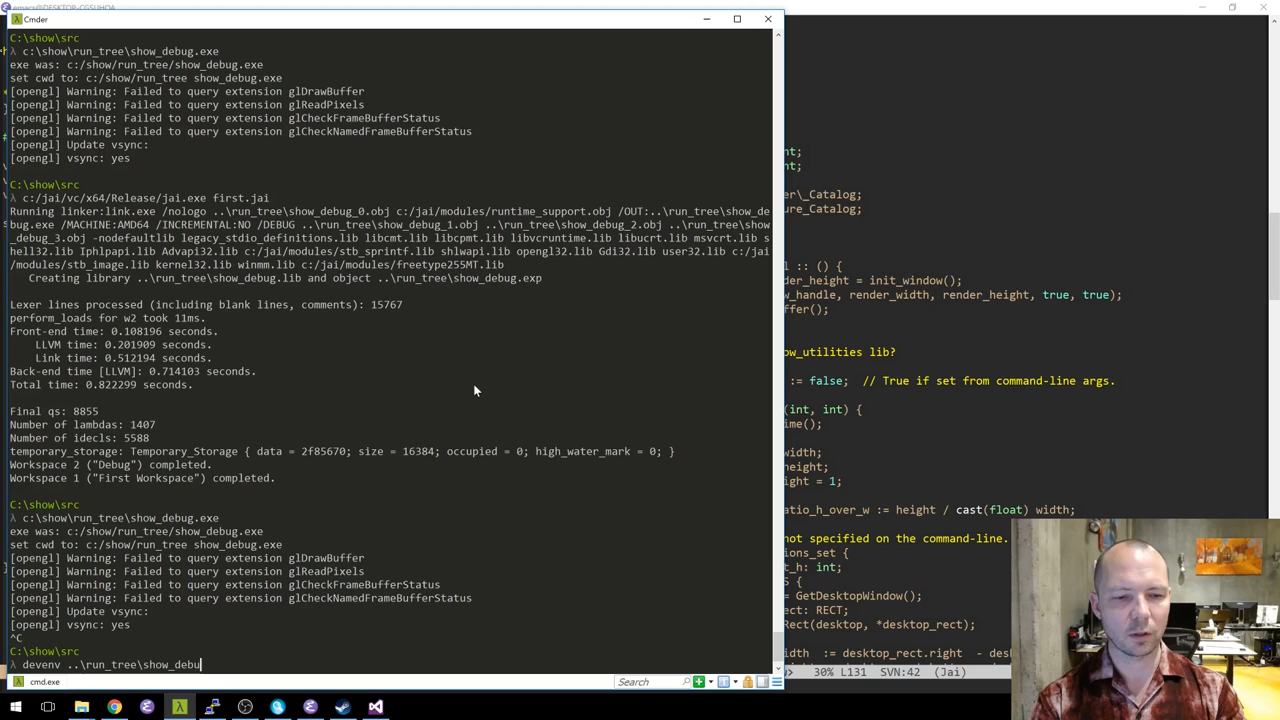 emacs@DESKTOP-CGSUHOA
Cmder
C:\show\src
λ c:\show\run_tree\show_debug.exe
exe was: c:/show/run_tree/show_debug.exe
set cwd to: c:/show/run_tree show_debug.exe
[opengl] Warning: Failed to query extension glDrawBuffer
[opengl] Warning: Failed to query extension glReadPixels
[opengl] Warning: Failed to query extension glCheckFrameBufferStatus
[opengl] Warning: Failed to query extension glCheckNamedFrameBufferStatus
[opengl] Update vsync:
[opengl] vsync: yes
C:\show\src
λ c:/jai/vc/x64/Release/jai.exe first.jai
Running linker:link.exe /nologo ..\run_tree\show_debug_0.obj c:/jai/modules/runtime_support.obj /OUT:..\run_tree\show_de
bug.exe /MACHINE:AMD64 /INCREMENTAL:NO /DEBUG ..\run_tree\show_debug_1.obj ..\run_tree\show_debug_2.obj ..\run_tree\show
_debug_3.obj -nodefaultlib legacy_stdio_definitions.lib libcmt.lib libcpmt.lib libvcruntime.lib libucrt.lib msvcrt.lib s
hell32.lib Iphlpapi.lib Advapi32.lib c:/jai/modules/stb_sprintf.lib shlwapi.lib opengl32.lib Gdi32.lib user32.lib c:/jai
/modules/stb_image.lib kernel32.lib winmm.lib c:/jai/modules/freetype255MT.lib
Creating library ..\run_tree\show_debug.lib and object ..\run_tree\show_debug.exp
Lexer lines processed (including blank lines, comments): 15767
perform_loads for w2 took 11ms.
Front-end time: 0.108196 seconds.
LLVM time: 0.201909 seconds.
Link time: 0.512194 seconds.
Back-end time [LLVM]: 0.714103 seconds.
Total time: 0.822299 seconds.
Final qs: 8855
Number of lambdas: 1407
Number of idecls: 5588
temporary_storage: Temporary_Storage { data = 2f85670; size = 16384; occupied = 0; high_water_mark = 0; }
Workspace 2 ("Debug") completed.
Workspace 1 ("First Workspace") completed.
C:\show\src
λ c:\show\run_tree\show_debug.exe
exe was: c:/show/run_tree/show_debug.exe
set cwd to: c:/show/run_tree show_debug.exe
[opengl] Warning: Failed to query extension glDrawBuffer
[opengl] Warning: Failed to query extension glReadPixels
[opengl] Warning: Failed to query extension glCheckFrameBufferStatus
[opengl] Warning: Failed to query extension glCheckNamedFrameBufferStatus
[opengl] Update vsync:
[opengl] vsync: yes
^C
C:\show\src
λ devenv ..\run_tree\show_debu
cmd.exe
Search
nt;
nt;
er\_Catalog;
ure_Catalog;
l :: () {
der_height = init_window();
w_handle, render_width, render_height, true, true);
ffer();
ow_utilities lib?
:= false;  // True if set from command-line args.
(int, int) {
ime();
width;
height;
ight = 1;
atio_h_over_w := height / cast(float) width;
not specified on the command-line.
ions_set {
t_h: int;
S {
GetDesktopWindow();
ect: RECT;
Rect(desktop, *desktop_rect);
width  := desktop_rect.right  - des
30% L131  SVN:42  (Jai)